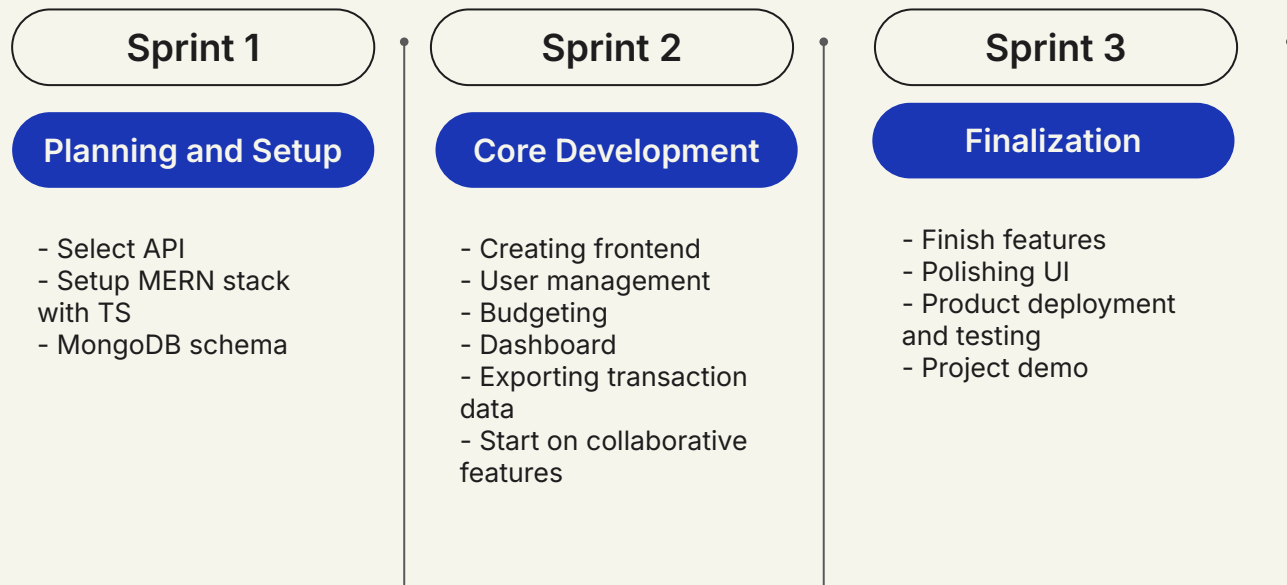 Sprint 1
Planning and Setup
- Select API
- Setup MERN stack
with TS
- MongoDB schema
Sprint 2
Core Development
- Creating frontend
- User management
- Budgeting
- Dashboard
- Exporting transaction
data
- Start on collaborative
features
Sprint 3
Finalization
- Finish features
- Polishing UI
- Product deployment
and testing
- Project demo